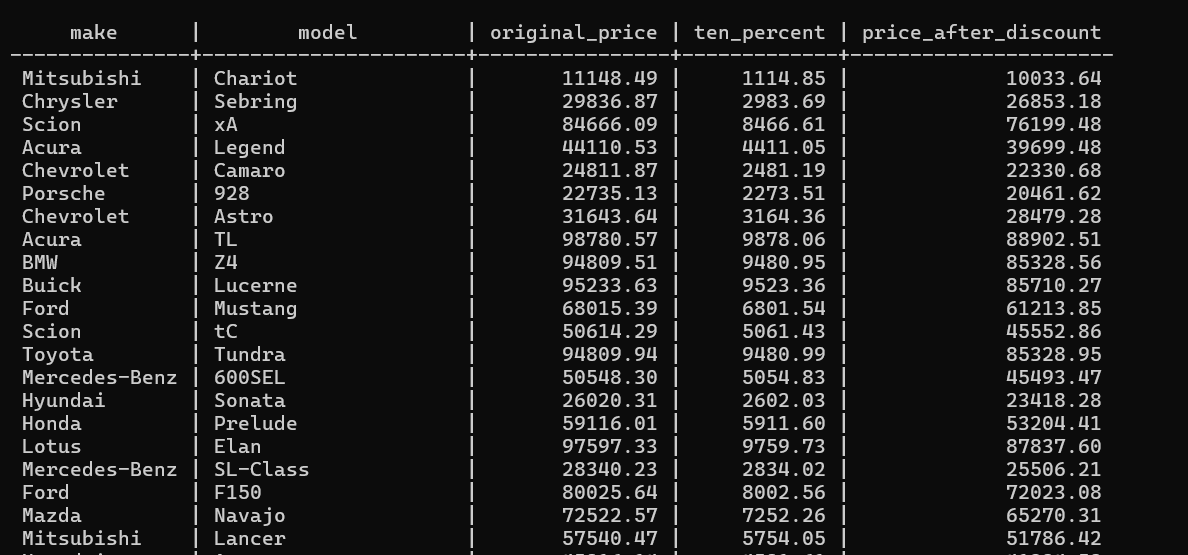 make | model | original_price | ten_percent | price_after_discount
---------------+------------------------+----------------+-------------+----------------------
Mitsubishi | Chariot | 11148.49 | 1114.85 | 10033.64
Chrysler | Sebring | 29836.87 | 2983.69 | 26853.18
Scion | xA | 84666.09 | 8466.61 | 76199.48
Acura | Legend | 44110.53 | 4411.05 | 39699.48
Chevrolet | Camaro | 24811.87 | 2481.19 | 22330.68
Porsche | 928 | 22735.13 | 2273.51 | 20461.62
Chevrolet | Astro | 31643.64 | 3164.36 | 28479.28
Acura | TL | 98780.57 | 9878.06 | 88902.51
BMW | Z4 | 94809.51 | 9480.95 | 85328.56
Buick | Lucerne | 95233.63 | 9523.36 | 85710.27
Ford | Mustang | 68015.39 | 6801.54 | 61213.85
Scion | tC | 50614.29 | 5061.43 | 45552.86
Toyota | Tundra | 94809.94 | 9480.99 | 85328.95
Mercedes-Benz | 600SEL | 50548.30 | 5054.83 | 45493.47
Hyundai | Sonata | 26020.31 | 2602.03 | 23418.28
Honda | Prelude | 59116.01 | 5911.60 | 53204.41
Lotus | Elan | 97597.33 | 9759.73 | 87837.60
Mercedes-Benz | SL-Class | 28340.23 | 2834.02 | 25506.21
Ford | F150 | 80025.64 | 8002.56 | 72023.08
Mazda | Navajo | 72522.57 | 7252.26 | 65270.31
Mitsubishi | Lancer | 57540.47 | 5754.05 | 51786.42